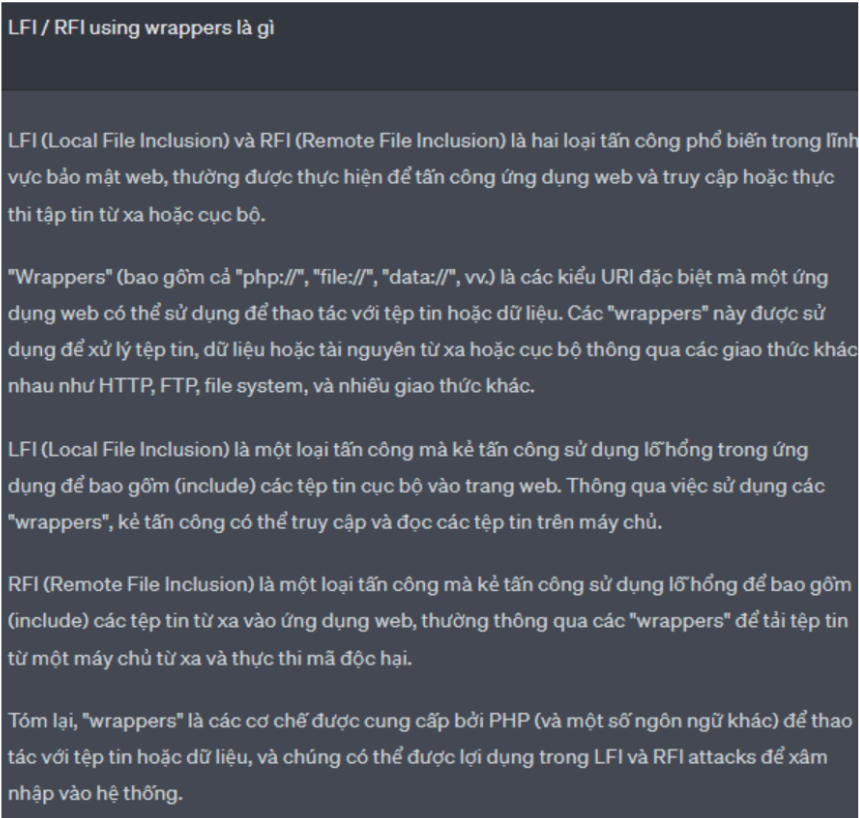 LFI / RFI using wrappers là gì
LFI (Local File Inclusion) và RFI (Remote File Inclusion) là hai loại tấn công phổ biến trong lĩnh
vực bảo mật web, thường được thực hiện để tấn công ứng dụng web và truy cập hoặc thực
thi tập tin từ xa hoặc cục bộ.
"Wrappers" (bao gồm cả "php://", "file://", "data://", vv.) là các kiểu URI đặc biệt mà một ứng
dụng web có thể sử dụng để thao tác với tệp tin hoặc dữ liệu. Các "wrappers" này được sử
dụng để xử lý tệp tin, dữ liệu hoặc tài nguyên từ xa hoặc cục bộ thông qua các giao thức khác
nhau như HTTP, FTP, file system, và nhiều giao thức khác.
LFI (Local File Inclusion) là một loại tấn công mà kẻ tấn công sử dụng lỗ hổng trong ứng
dụng để bao gồm (include) các tệp tin cục bộ vào trang web. Thông qua việc sử dụng các
"wrappers", kẻ tấn công có thể truy cập và đọc các tệp tin trên máy chủ.
RFI (Remote File Inclusion) là một loại tấn công mà kẻ tấn công sử dụng lỗ hổng để bao gồm
(include) các tệp tin từ xa vào ứng dụng web, thường thông qua các "wrappers" để tải tệp tin
từ một máy chủ từ xa và thực thi mã độc hại.
Tóm lại, "wrappers" là các cơ chế được cung cấp bởi PHP (và một số ngôn ngữ khác) để thao
tác với tệp tin hoặc dữ liệu, và chúng có thể được lợi dụng trong LFI và RFI attacks để xâm
nhập vào hệ thống.